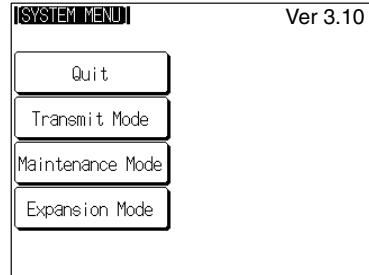 SYSTEM MENU
Ver 3.10
Quit
Transmit Mode
Maintenance Mode
Expansion Mode